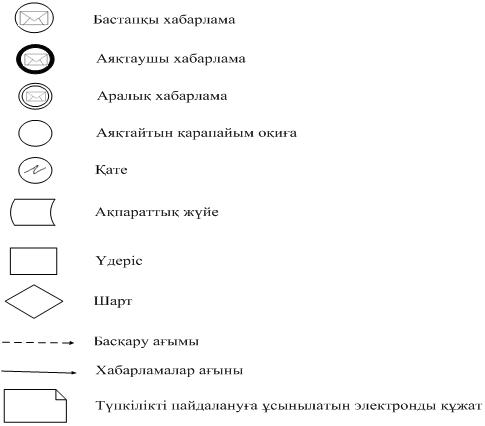 Бастапқы хабарлама
Аяқтаушы хабарлама
Аралық хабарлама
Аяқтайтын қарапайым оқиға
Қате
Ақпараттық жүйе
Үдеріс
Шарт
Басқару ағымы
Хабарламалар ағыны
Түпкілікті пайдалануға ұсынылатын электронды құжат